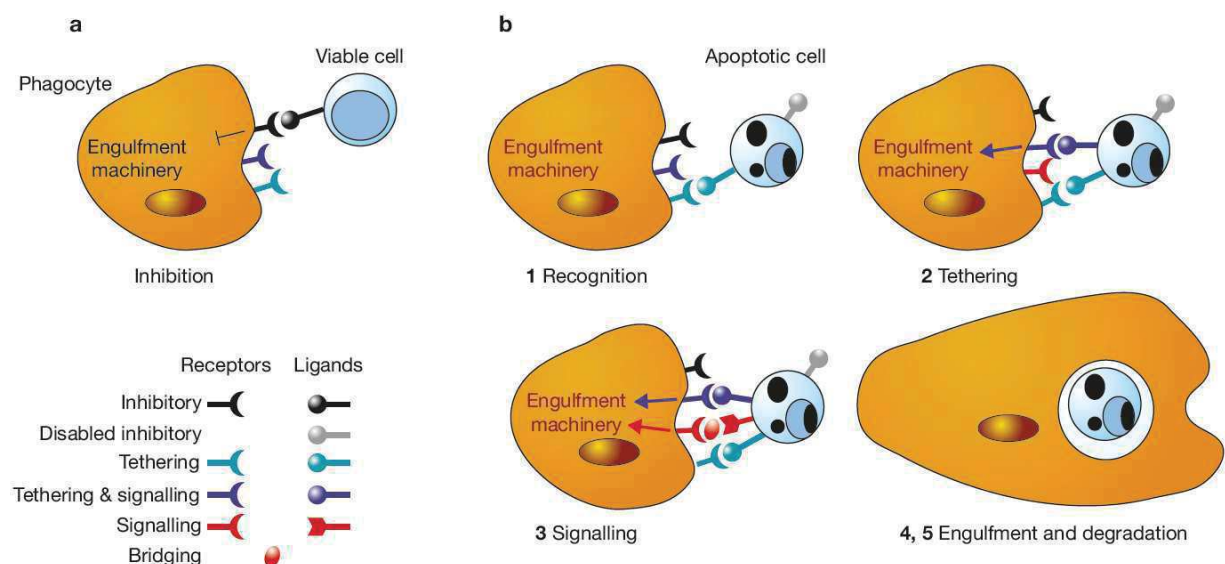 a
Phagocyte
Viable cell
Engulfment
machinery
Inhibition
b
Apoptotic cell
Engulfment
machinery
1 Recognition
Engulfment
machinery
2 Tethering
Receptors Ligands
Inhibitory
Disabled inhibitory
Tethering
Tethering & signalling
Signalling
Bridging
Engulfment
machinery
3 Signalling
4, 5 Engulfment and degradation